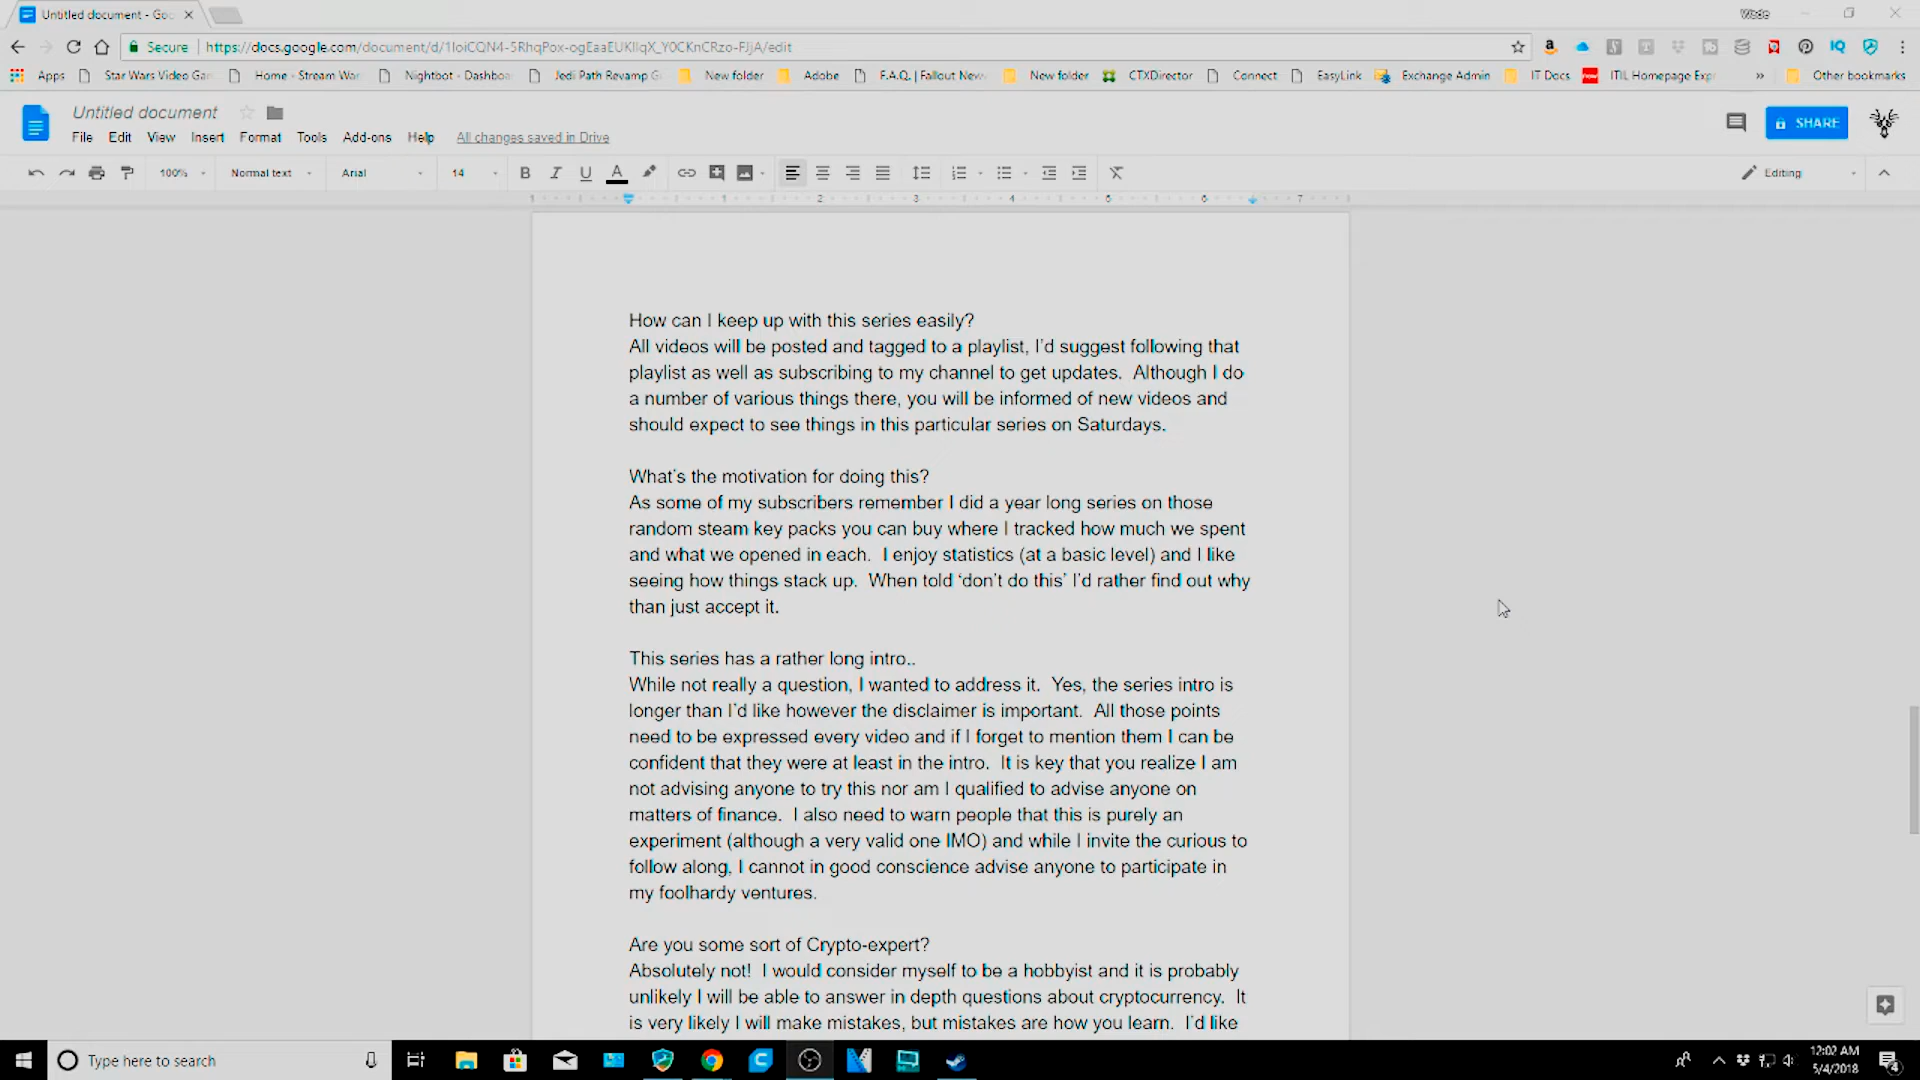 Untitled document - Goo
Wade
Secure
https://docs.google.com/document/d/1IoiCQN4-5RhqPox-ogEaaEUKIlqX_Y0CKnCRzo-FJjA/edit
Apps Star Wars Video Gar Home - Stream War Nightbot - Dashboa Jedi Path Revamp G New folder Adobe F.A.Q. | Fallout New New folder CTXDirector Connect EasyLink Exchange Admin IT Docs ITIL Homepage Exp » Other bookmarks
Untitled document
SHARE
File Edit View Insert Format Tools Add-ons Help All changes saved in Drive
100% Normal text Arial 14 B I U A Editing
1 1 2 3 4 5 6 7
How can I keep up with this series easily?
All videos will be posted and tagged to a playlist, I'd suggest following that
playlist as well as subscribing to my channel to get updates.  Although I do
a number of various things there, you will be informed of new videos and
should expect to see things in this particular series on Saturdays.
What's the motivation for doing this?
As some of my subscribers remember I did a year long series on those
random steam key packs you can buy where I tracked how much we spent
and what we opened in each.  I enjoy statistics (at a basic level) and I like
seeing how things stack up.  When told ‘don’t do this’ I’d rather find out why
than just accept it.
This series has a rather long intro..
While not really a question, I wanted to address it.  Yes, the series intro is
longer than I’d like however the disclaimer is important.  All those points
need to be expressed every video and if I forget to mention them I can be
confident that they were at least in the intro.  It is key that you realize I am
not advising anyone to try this nor am I qualified to advise anyone on
matters of finance.  I also need to warn people that this is purely an
experiment (although a very valid one IMO) and while I invite the curious to
follow along, I cannot in good conscience advise anyone to participate in
my foolhardy ventures.
Are you some sort of Crypto-expert?
Absolutely not!  I would consider myself to be a hobbyist and it is probably
unlikely I will be able to answer in depth questions about cryptocurrency.  It
is very likely I will make mistakes, but mistakes are how you learn.  I’d like
Type here to search
12:02 AM
5/4/2018
4